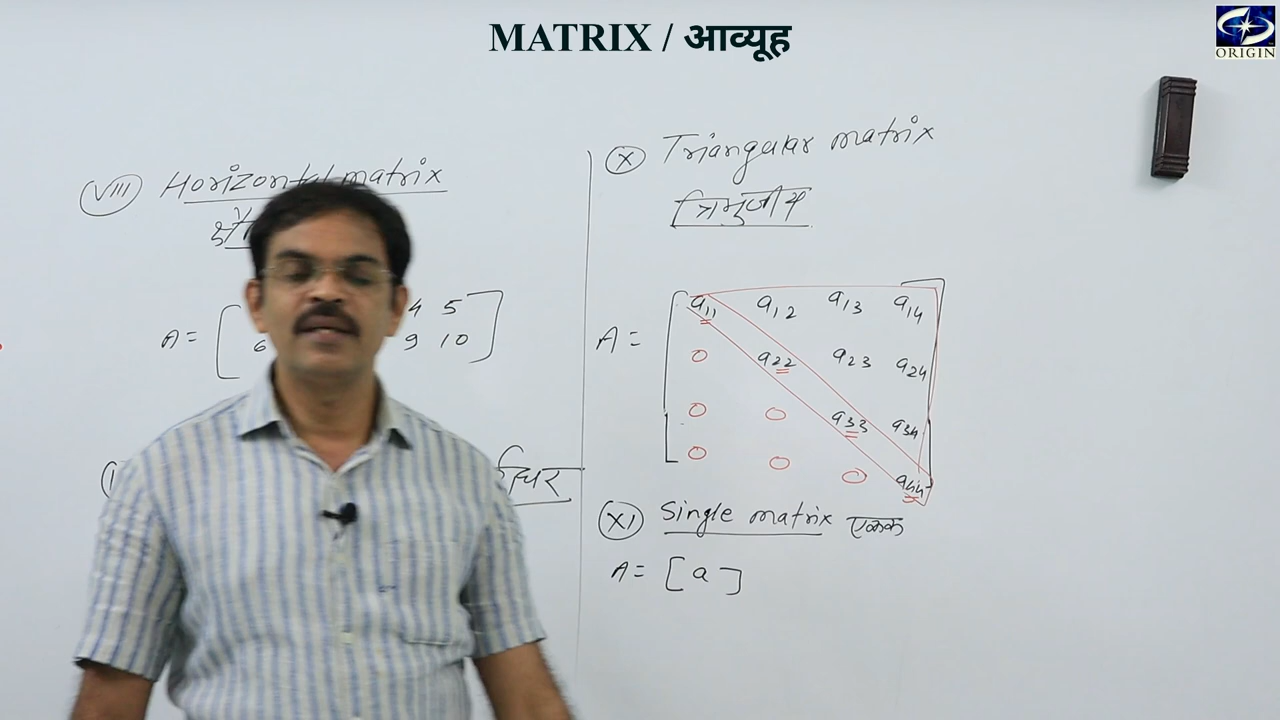 MATRIX / आव्यूह
ORIGIN
VIII Horizontal matrix
4 5
A = [ 6 9 10 ]
X Triangular matrix
त्रिभुजीय
a11 a12 a13 a14
A = 0 a22 a23 a24
0 0 a33 a34
0 0 0 a44
XI Single matrix एकक
A = [ a ]